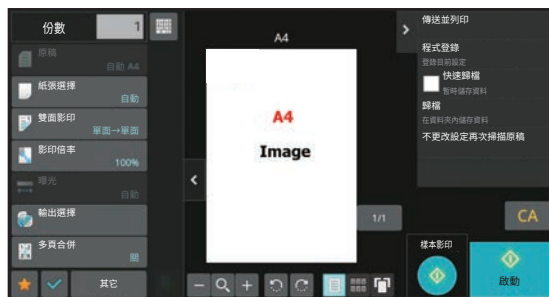 份數
1
原稿
自動 A4
紙張選擇
自動
雙面影印
單面→單面
影印倍率
100%
曝光
自動
輸出選擇
多頁合併
關
其它
A4
A4
Image
1/1
傳送並列印
程式登錄
登錄目前設定
快速歸檔
暫時儲存資料
歸檔
在資料夾內儲存資料
不更改設定再次掃描原稿
CA
樣本影印
啟動